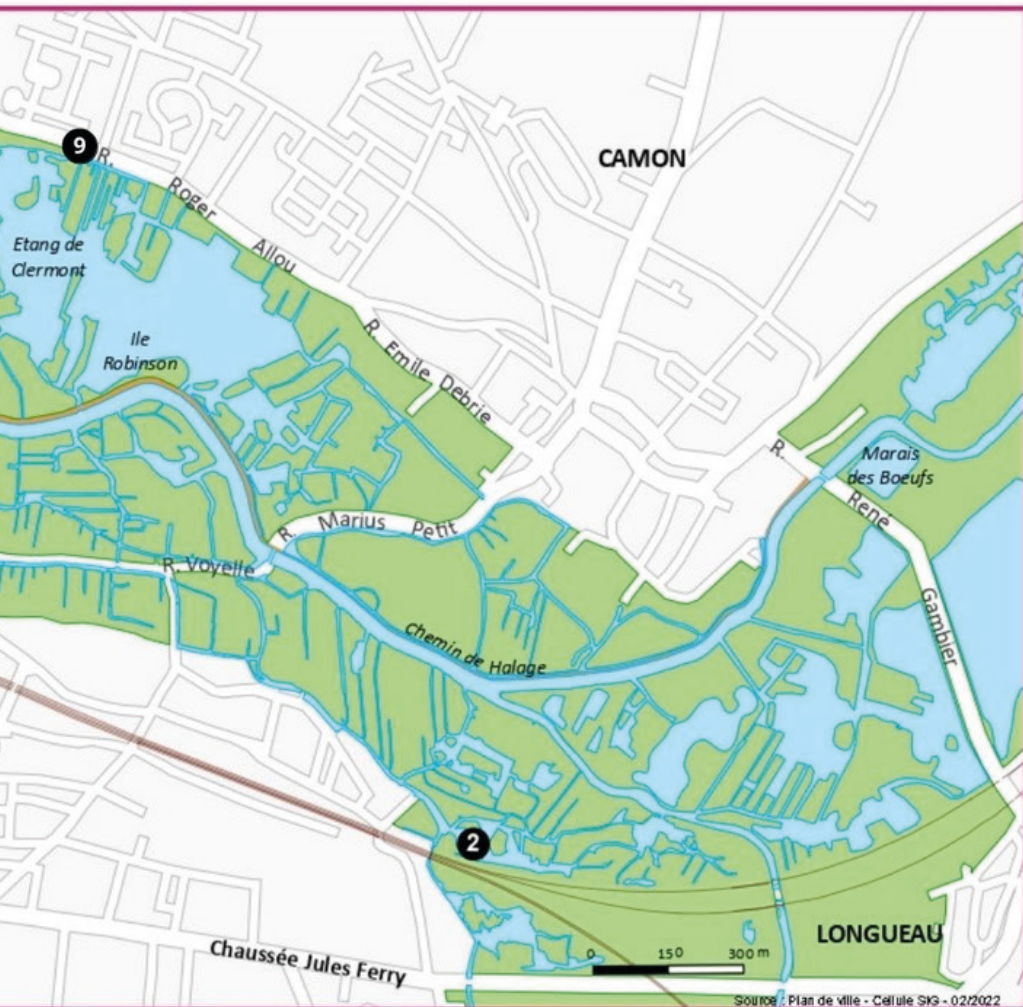 9
CAMON
R.
Roger
Allou
Etang de
Clermont
Ile
Robinson
R. Emile Debrie
R.
Marais
des Boeufs
René
Gambier
R. Marius Petit
R. Voyelle
Chemin de Halage
2
LONGUEAU
Chaussée Jules Ferry
0 150 300 m
Source : Plan de ville - Cellule SIG - 02/2022